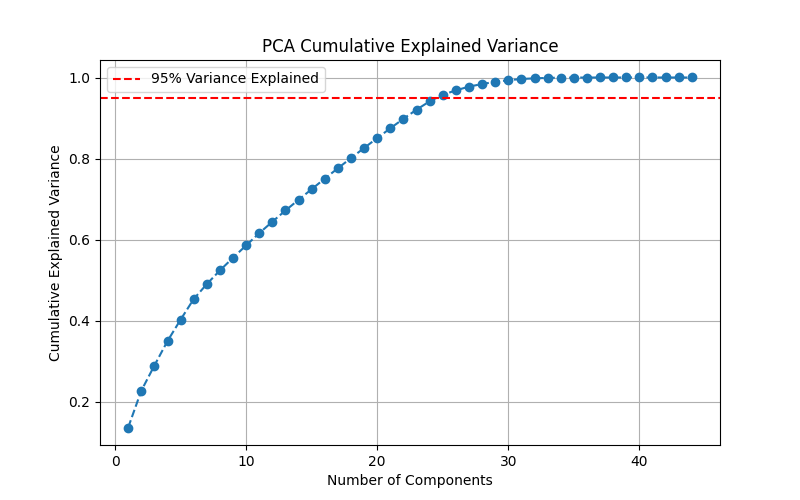 PCA Cumulative Explained Variance
95% Variance Explained
Cumulative Explained Variance
1.0
0.8
0.6
0.4
0.2
0 10 20 30 40
Number of Components